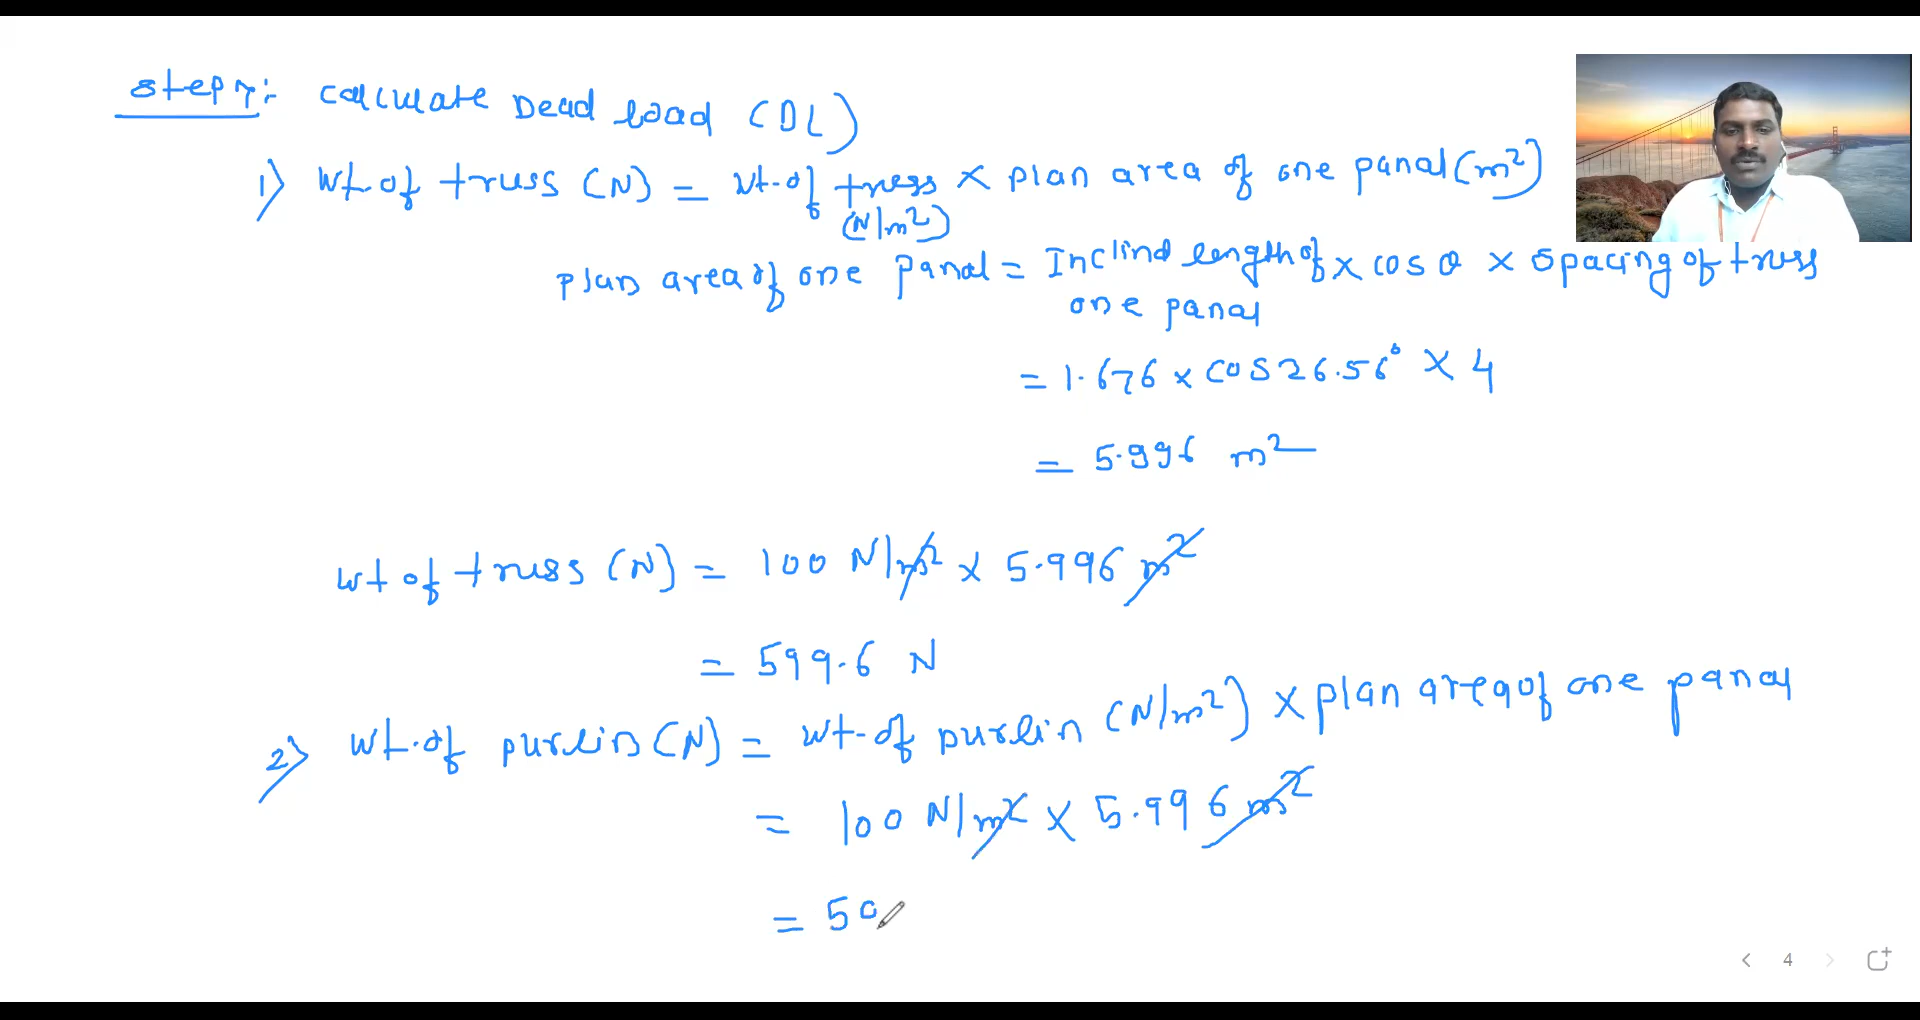 Step 7: Calculate Dead load (DL)
1) Wt. of truss (N) = Wt. of truss (N/m²) × plan area of one panal (m²)
plan area of one panal = Inclind length of one panal × cos θ × spacing of truss
= 1.676 × cos 26.56° × 4
= 5.996 m²
wt of truss (N) = 100 N/m² × 5.996 m²
= 599.6 N
2) Wt. of purlin (N) = wt. of purlin (N/m²) × plan area of one panal
= 100 N/m² × 5.996 m²
= 59
4